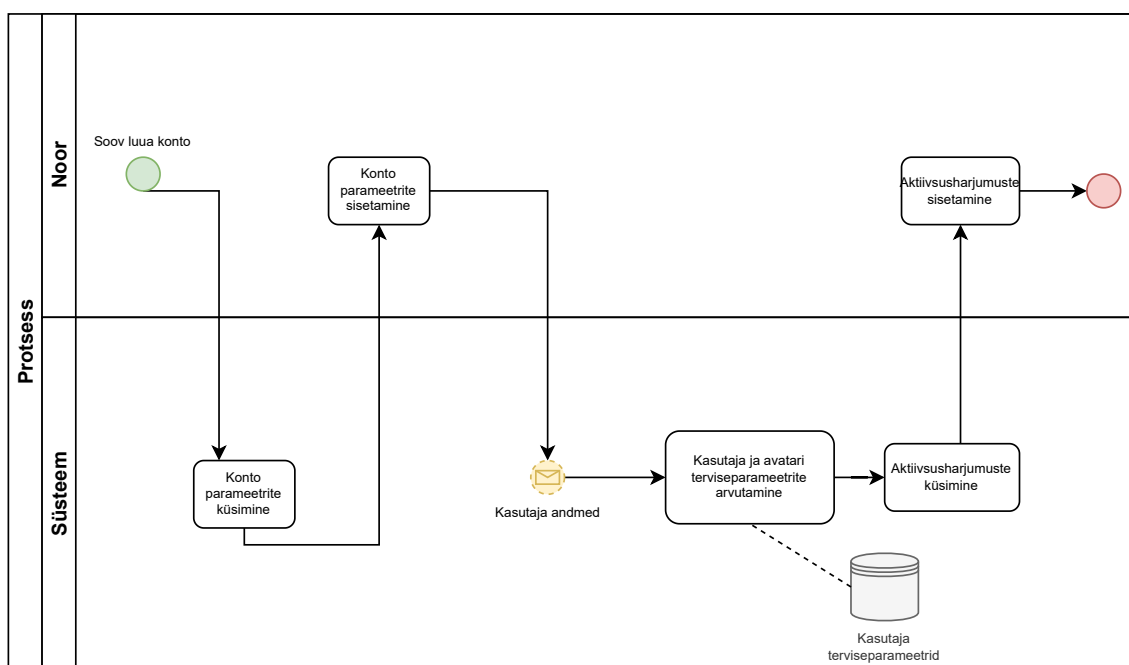 Protsess
Noor
Süsteem
Soov luua konto
Konto
parameetrite
sisetamine
Aktiivsusharjumuste
sisetamine
Konto
parameetrite
küsimine
Kasutaja andmed
Kasutaja ja avatari
terviseparameetrite
arvutamine
Aktiivsusharjumuste
küsimine
Kasutaja
terviseparameetrid